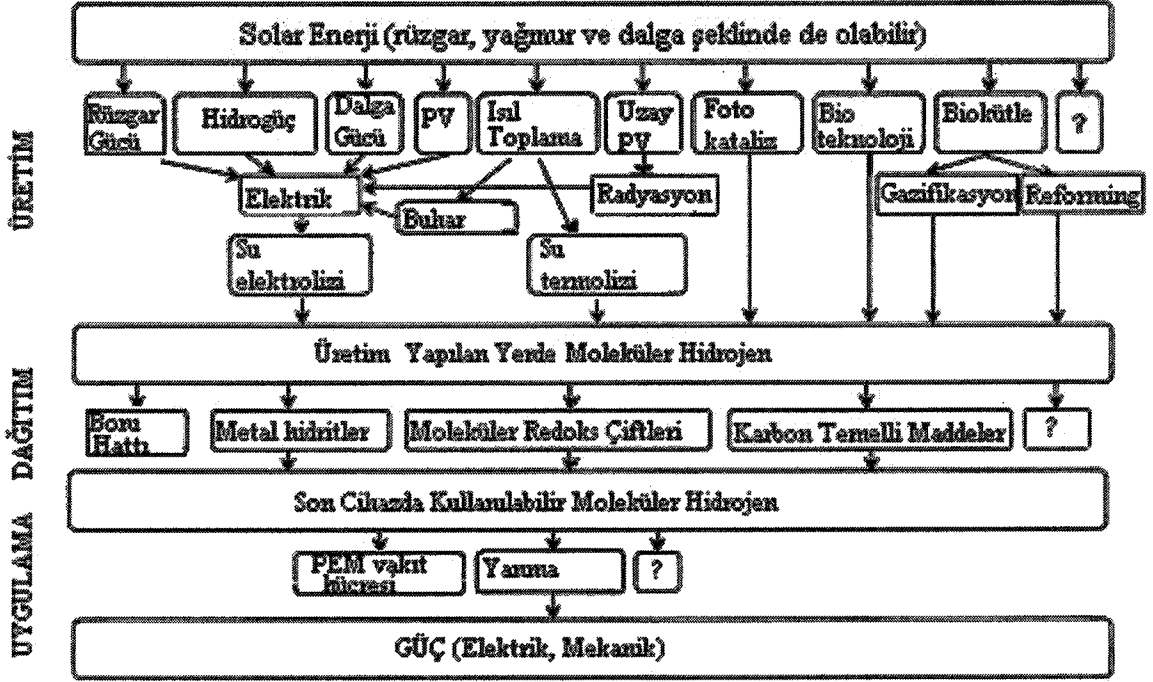 Solar Enerji (rüzgar, yağmur ve dalga şeklinde de olabilir)
ÜRETİM
Rüzgar
Gücü
Hidrogüç
Dalga
Gücü
PV
Isıl
Toplama
Uzay
PV
Foto
kataliz
Bio
teknoloji
Biokütle
?
Elektrik
Buhar
Radyasyon
Gazifikasyon
Reforming
Su
elektrolizi
Su
termolizi
Üretim Yapılan Yerde Moleküler Hidrojen
DAĞITIM
Boru
Hattı
Metal hidritler
Moleküler Redoks Çiftleri
Karbon Temelli Maddeler
?
Son Cihazda Kullanılabilir Moleküler Hidrojen
UYGULAMA
PEM yakıt
hücresi
Yanma
?
GÜÇ (Elektrik, Mekanik)